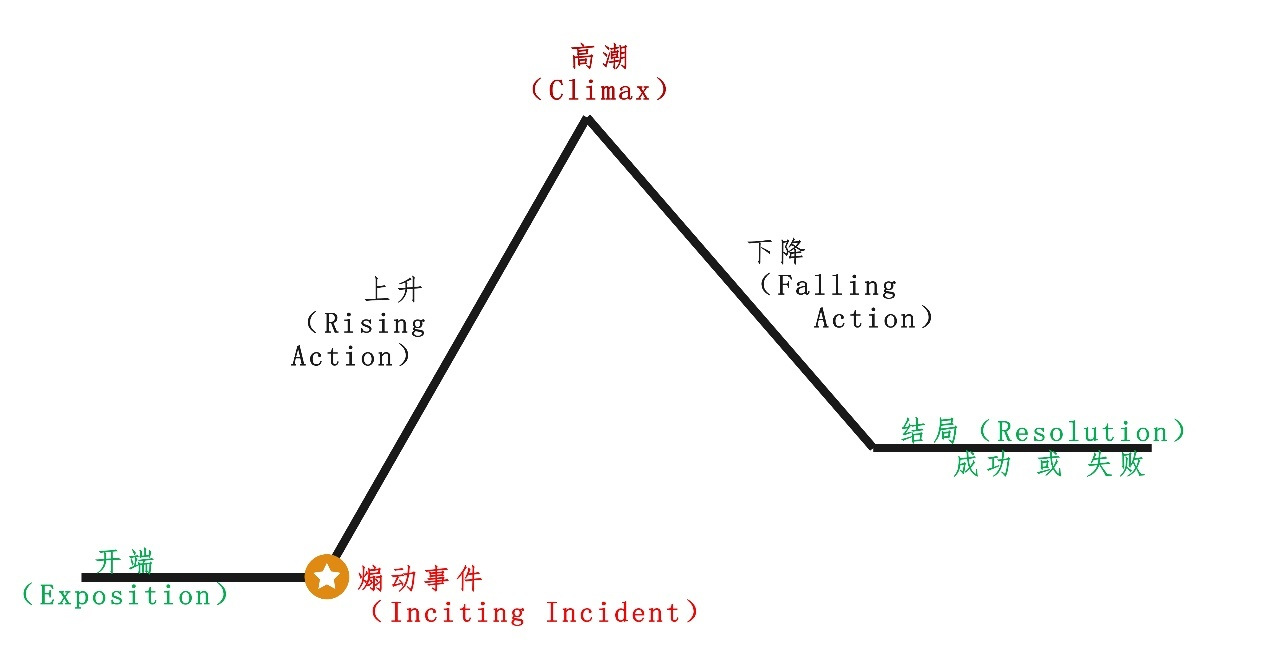 高潮
（Climax）
上升
（Rising
Action）
下降
（Falling
Action）
结局（Resolution）
成功 或 失败
开端
（Exposition）
煽动事件
（Inciting Incident）